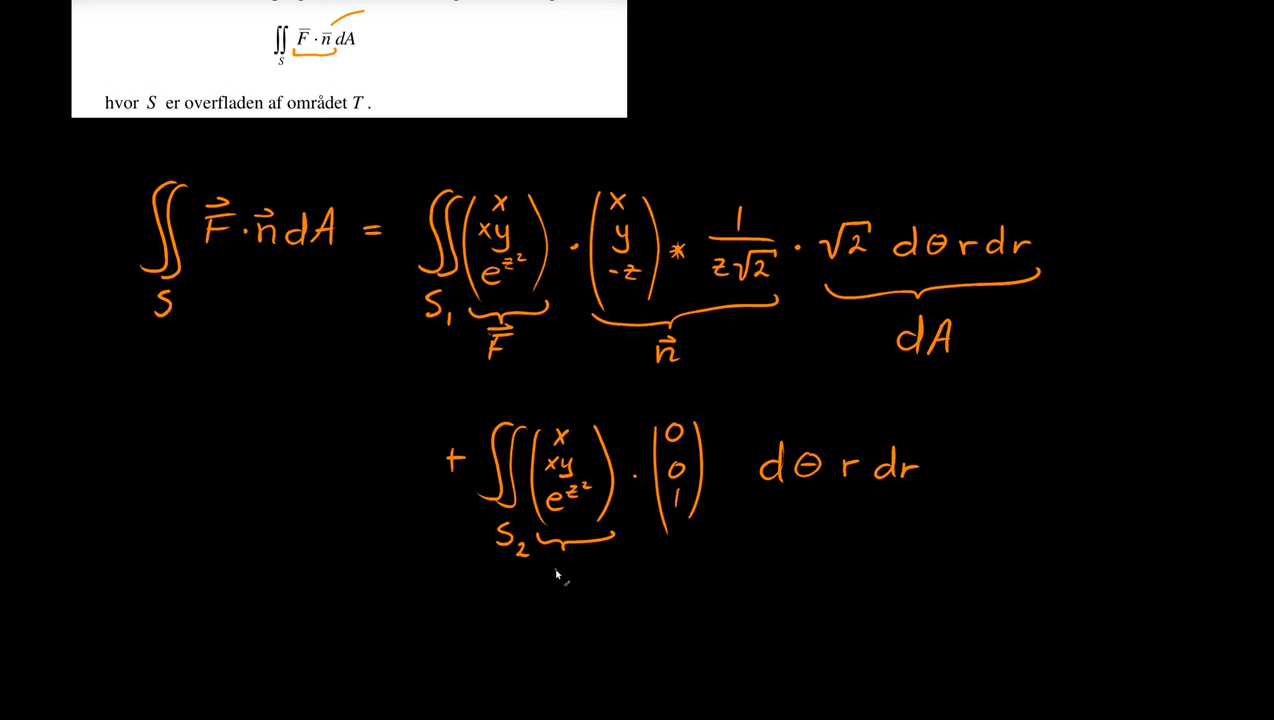 ∬_S F̅ · n̅ dA
hvor S er overfladen af området T .
∬_S F⃗ · n⃗ dA = ∬_{S₁} (x, xy, e^{z²}) · (x, y, -z) * 1/(z√2) · √2 dθ r dr
F⃗ n⃗ dA
+ ∬_{S₂} (x, xy, e^{z²}) · (0, 0, 1) dθ r dr